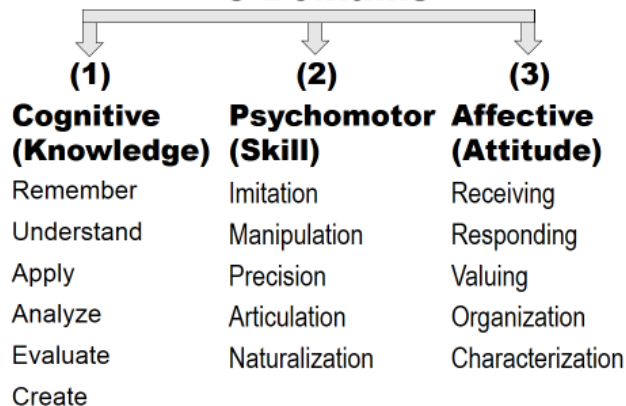 (1)
Cognitive
(Knowledge)
Remember
Understand
Apply
Analyze
Evaluate
Create
(2)
Psychomotor
(Skill)
Imitation
Manipulation
Precision
Articulation
Naturalization
(3)
Affective
(Attitude)
Receiving
Responding
Valuing
Organization
Characterization